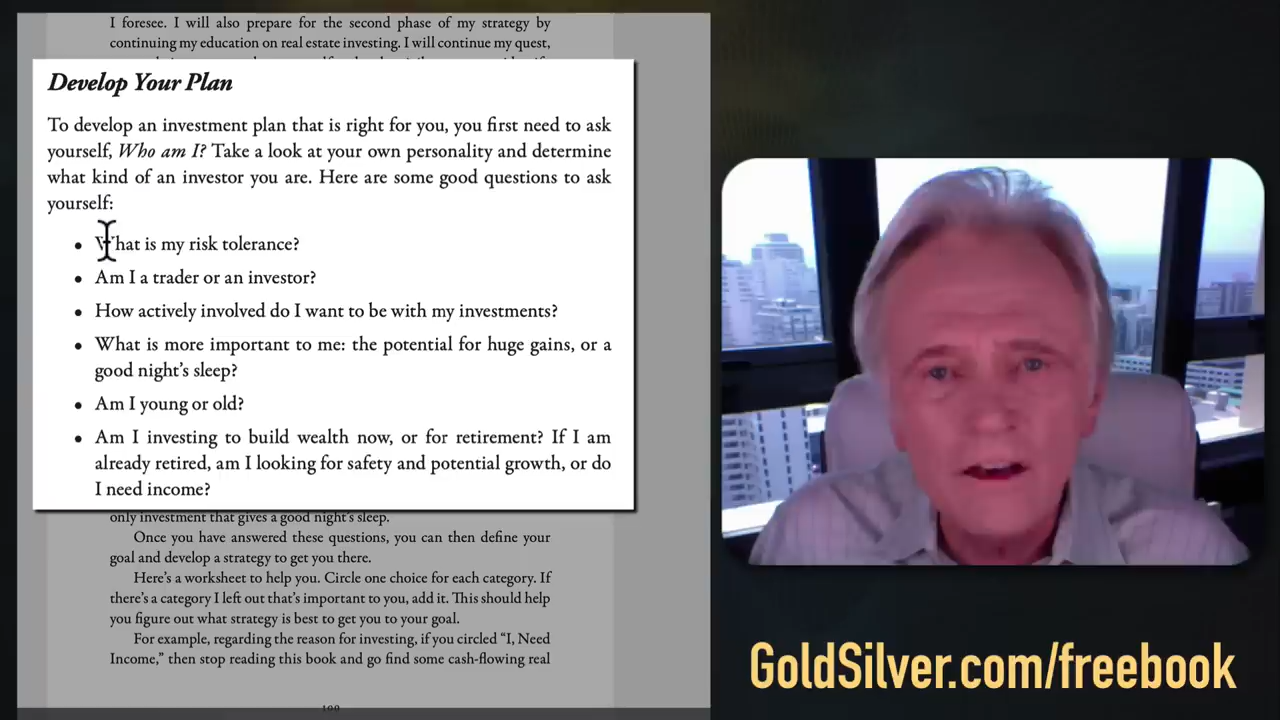 I foresee. I will also prepare for the second phase of my strategy by
continuing my education on real estate investing. I will continue my quest,
Develop Your Plan
To develop an investment plan that is right for you, you first need to ask
yourself, Who am I? Take a look at your own personality and determine
what kind of an investor you are. Here are some good questions to ask
yourself:
• What is my risk tolerance?
• Am I a trader or an investor?
• How actively involved do I want to be with my investments?
• What is more important to me: the potential for huge gains, or a
good night's sleep?
• Am I young or old?
• Am I investing to build wealth now, or for retirement? If I am
already retired, am I looking for safety and potential growth, or do
I need income?
only investment that gives a good night's sleep.
Once you have answered these questions, you can then define your
goal and develop a strategy to get you there.
Here's a worksheet to help you. Circle one choice for each category. If
there's a category I left out that's important to you, add it. This should help
you figure out what strategy is best to get you to your goal.
For example, regarding the reason for investing, if you circled “I, Need
Income,” then stop reading this book and go find some cash-flowing real
GoldSilver.com/freebook